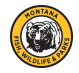 MONTANA
FISH, WILDLIFE & PARKS